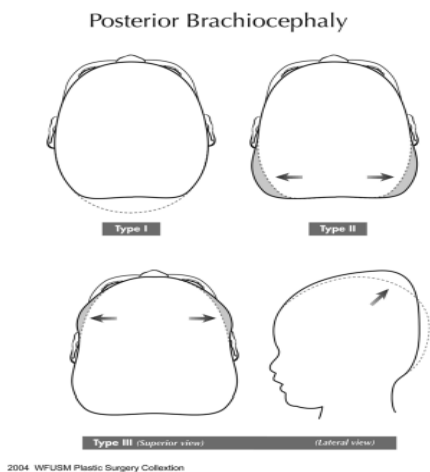 Posterior Brachiocephaly
Type I
Type II
Type III (Superior view) (Lateral view)
2004 WFUSM Plastic Surgery Collection